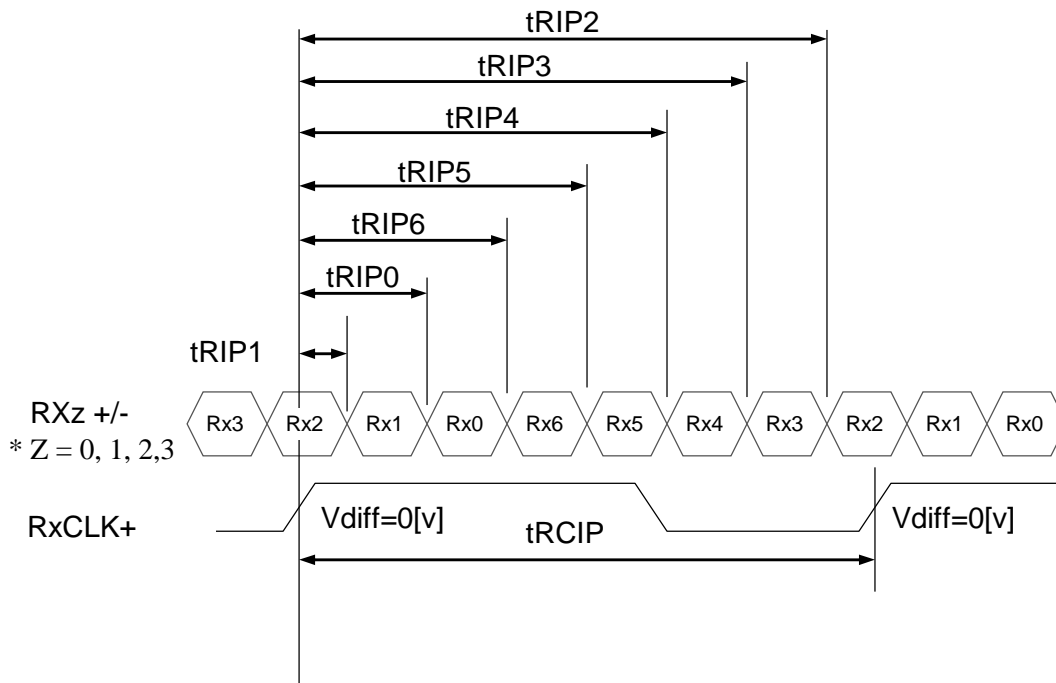 tRIP2
tRIP3
tRIP4
tRIP5
tRIP6
tRIP0
tRIP1
RXz +/-
* Z = 0, 1, 2,3
Rx3 Rx2 Rx1 Rx0 Rx6 Rx5 Rx4 Rx3 Rx2 Rx1 Rx0
RxCLK+
Vdiff=0[v] Vdiff=0[v]
tRCIP